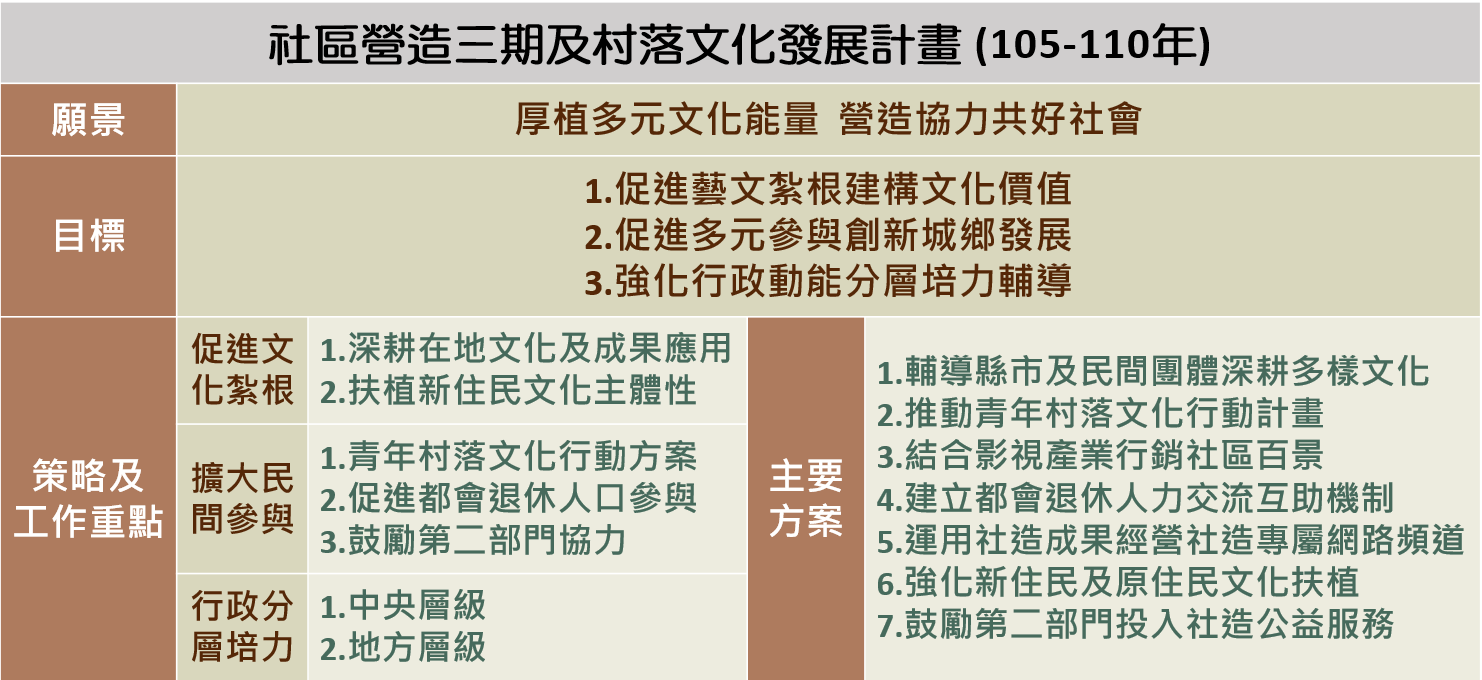 社區營造三期及村落文化發展計畫 (105-110年)
願景
厚植多元文化能量 營造協力共好社會
目標
1.促進藝文紮根建構文化價值
2.促進多元參與創新城鄉發展
3.強化行政動能分層培力輔導
策略及
工作重點
促進文
化紮根
1.深耕在地文化及成果應用
2.扶植新住民文化主體性
擴大民
間參與
1.青年村落文化行動方案
2.促進都會退休人口參與
3.鼓勵第二部門協力
行政分
層培力
1.中央層級
2.地方層級
主要
方案
1.輔導縣市及民間團體深耕多樣文化
2.推動青年村落文化行動計畫
3.結合影視產業行銷社區百景
4.建立都會退休人力交流互助機制
5.運用社造成果經營社造專屬網路頻道
6.強化新住民及原住民文化扶植
7.鼓勵第二部門投入社造公益服務